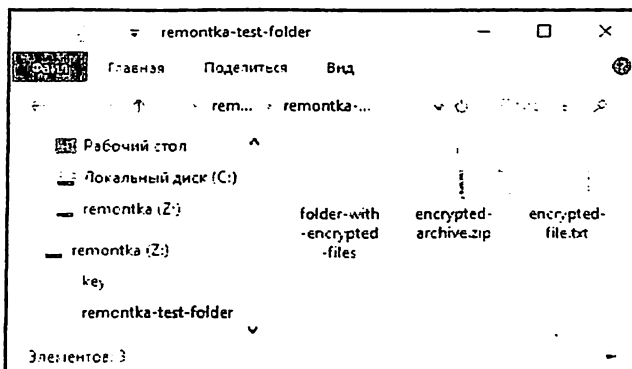 remontka-test-folder
Файл Главная Поделиться Вид
rem... remontka-...
Рабочий стол
Локальный диск (C:)
remontka (Z:)
remontka (Z:)
key
remontka-test-folder
folder-with
-encrypted
-files
encrypted-
archive.zip
encrypted-
file.txt
Элементов: 3